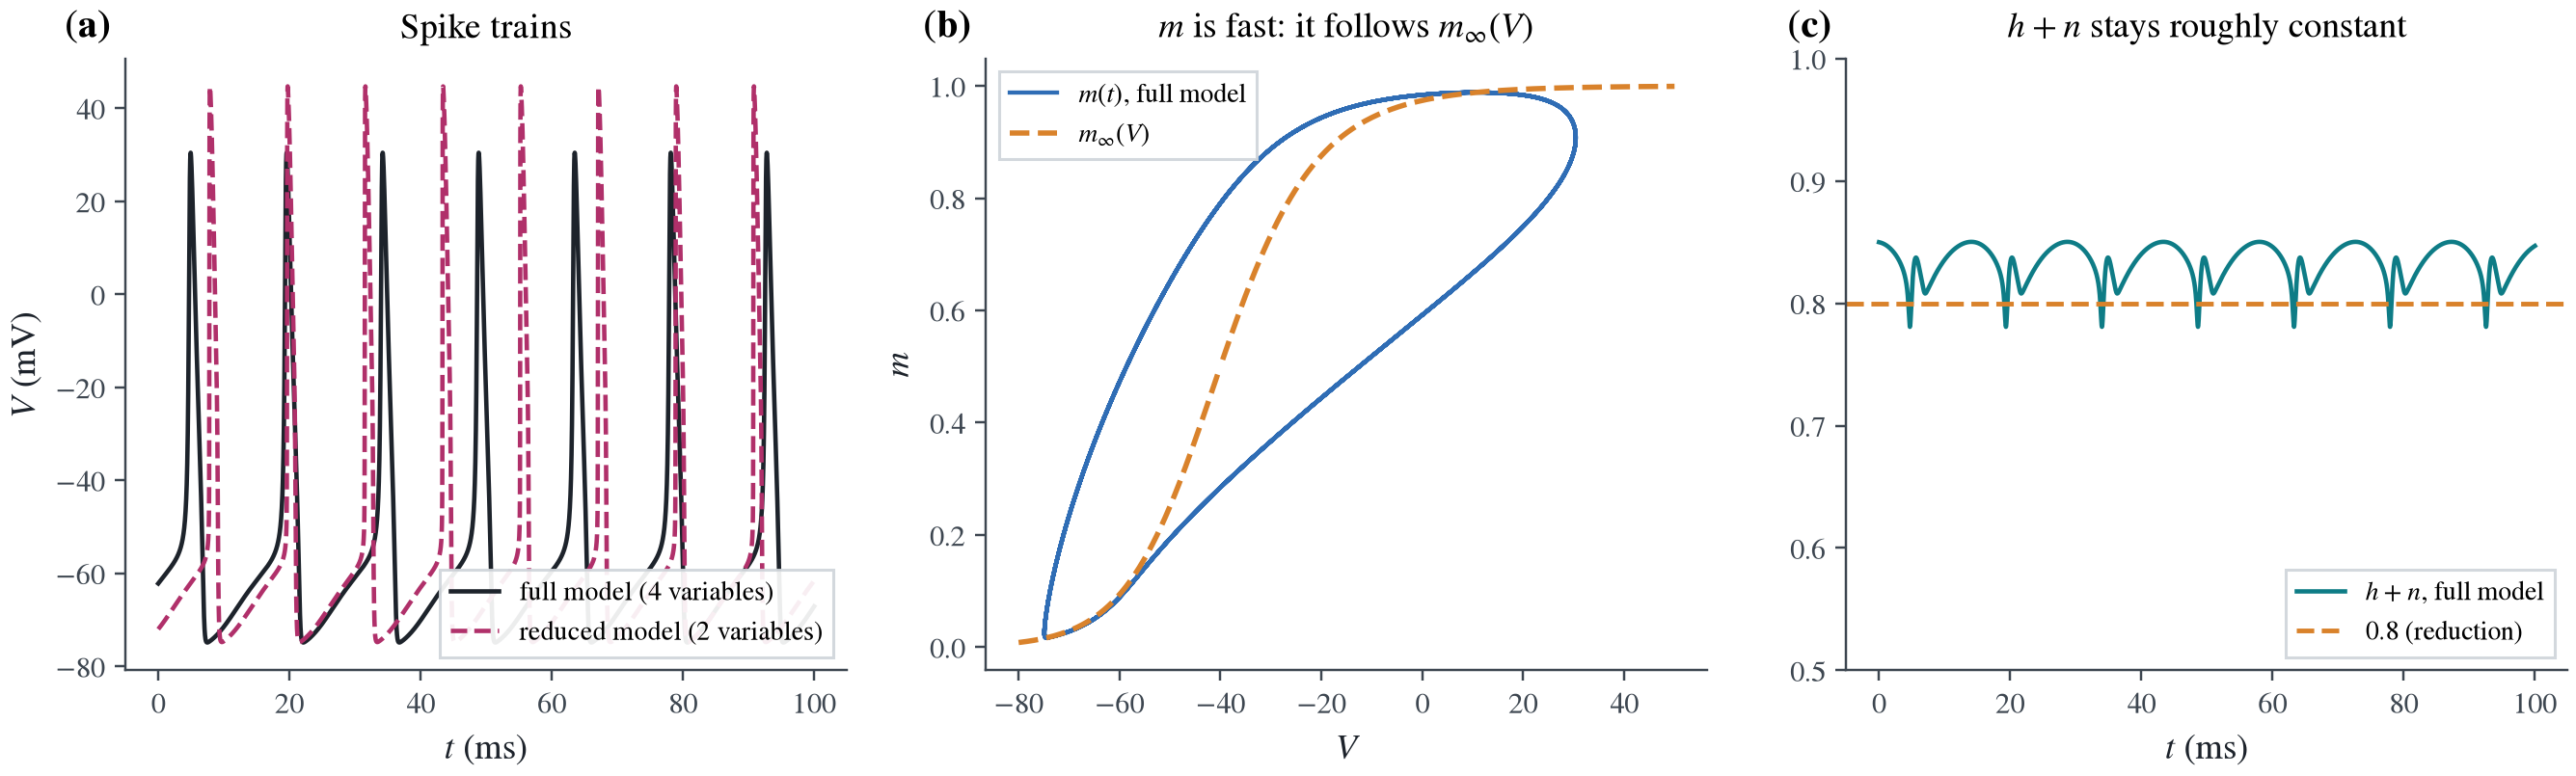 (a)
Spike trains
40
20
0
−20
−40
−60
−80
V (mV)
0 20 40 60 80 100
t (ms)
full model (4 variables)
reduced model (2 variables)
(b)
m is fast: it follows m∞(V)
m(t), full model
m∞(V)
1.0
0.8
0.6
0.4
0.2
0.0
m
−80 −60 −40 −20 0 20 40
V
(c)
h + n stays roughly constant
1.0
0.9
0.8
0.7
0.6
0.5
h + n, full model
0.8 (reduction)
0 20 40 60 80 100
t (ms)